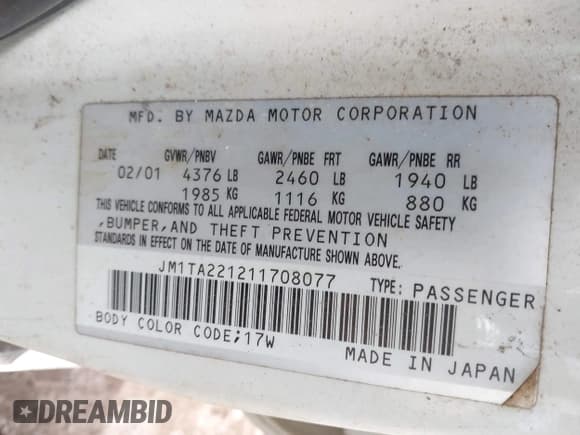 MFD. BY MAZDA MOTOR CORPORATION
DATE GVWR/PNBV GAWR/PNBE FRT GAWR/PNBE RR
02/01 4376 LB 2460 LB 1940 LB
1985 KG 1116 KG 880 KG
THIS VEHICLE CONFORMS TO ALL APPLICABLE FEDERAL MOTOR VEHICLE SAFETY
,BUMPER,AND THEFT PREVENTION
STANDARDS IN EFFECT ON THE DATE OF MANUFACTURE SHOWN ABOVE.
JM1TA221211708077 TYPE: PASSENGER
BODY COLOR CODE;17W
MADE IN JAPAN
DREAMBID